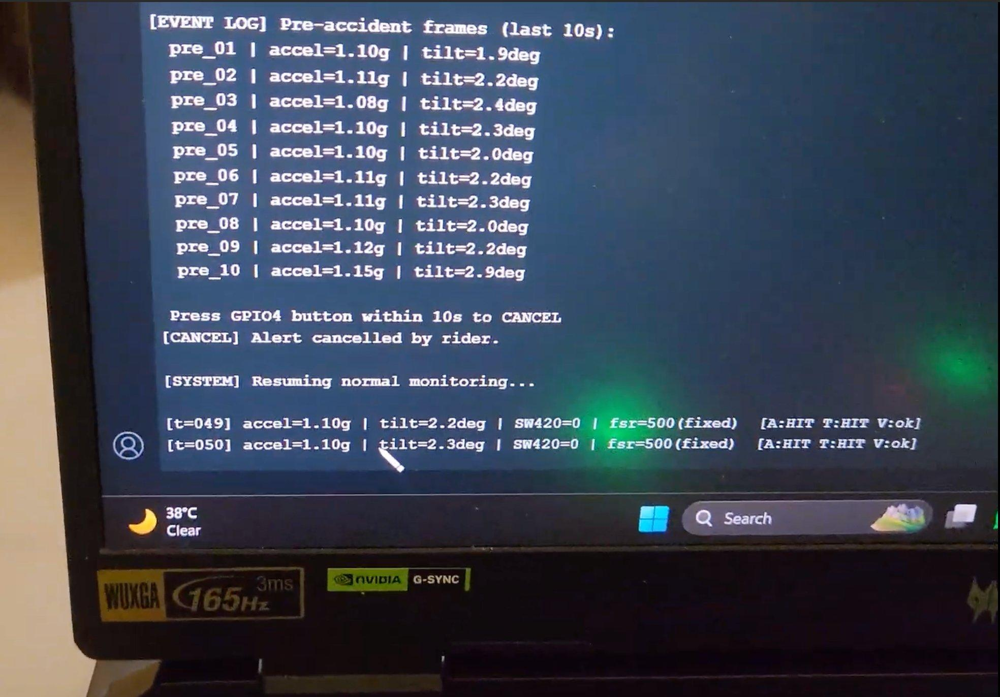 [EVENT LOG] Pre-accident frames (last 10s):
pre_01 | accel=1.10g | tilt=1.9deg
pre_02 | accel=1.11g | tilt=2.2deg
pre_03 | accel=1.08g | tilt=2.4deg
pre_04 | accel=1.10g | tilt=2.3deg
pre_05 | accel=1.10g | tilt=2.0deg
pre_06 | accel=1.11g | tilt=2.2deg
pre_07 | accel=1.11g | tilt=2.3deg
pre_08 | accel=1.10g | tilt=2.0deg
pre_09 | accel=1.12g | tilt=2.2deg
pre_10 | accel=1.15g | tilt=2.9deg
Press GPIO4 button within 10s to CANCEL
[CANCEL] Alert cancelled by rider.
[SYSTEM] Resuming normal monitoring...
[t=049] accel=1.10g | tilt=2.2deg | SW420=0 | fsr=500(fixed) [A:HIT T:HIT V:ok]
[t=050] accel=1.10g | tilt=2.3deg | SW420=0 | fsr=500(fixed) [A:HIT T:HIT V:ok]
38°C
Clear
Search
WUXGA 165Hz 3ms
NVIDIA G-SYNC